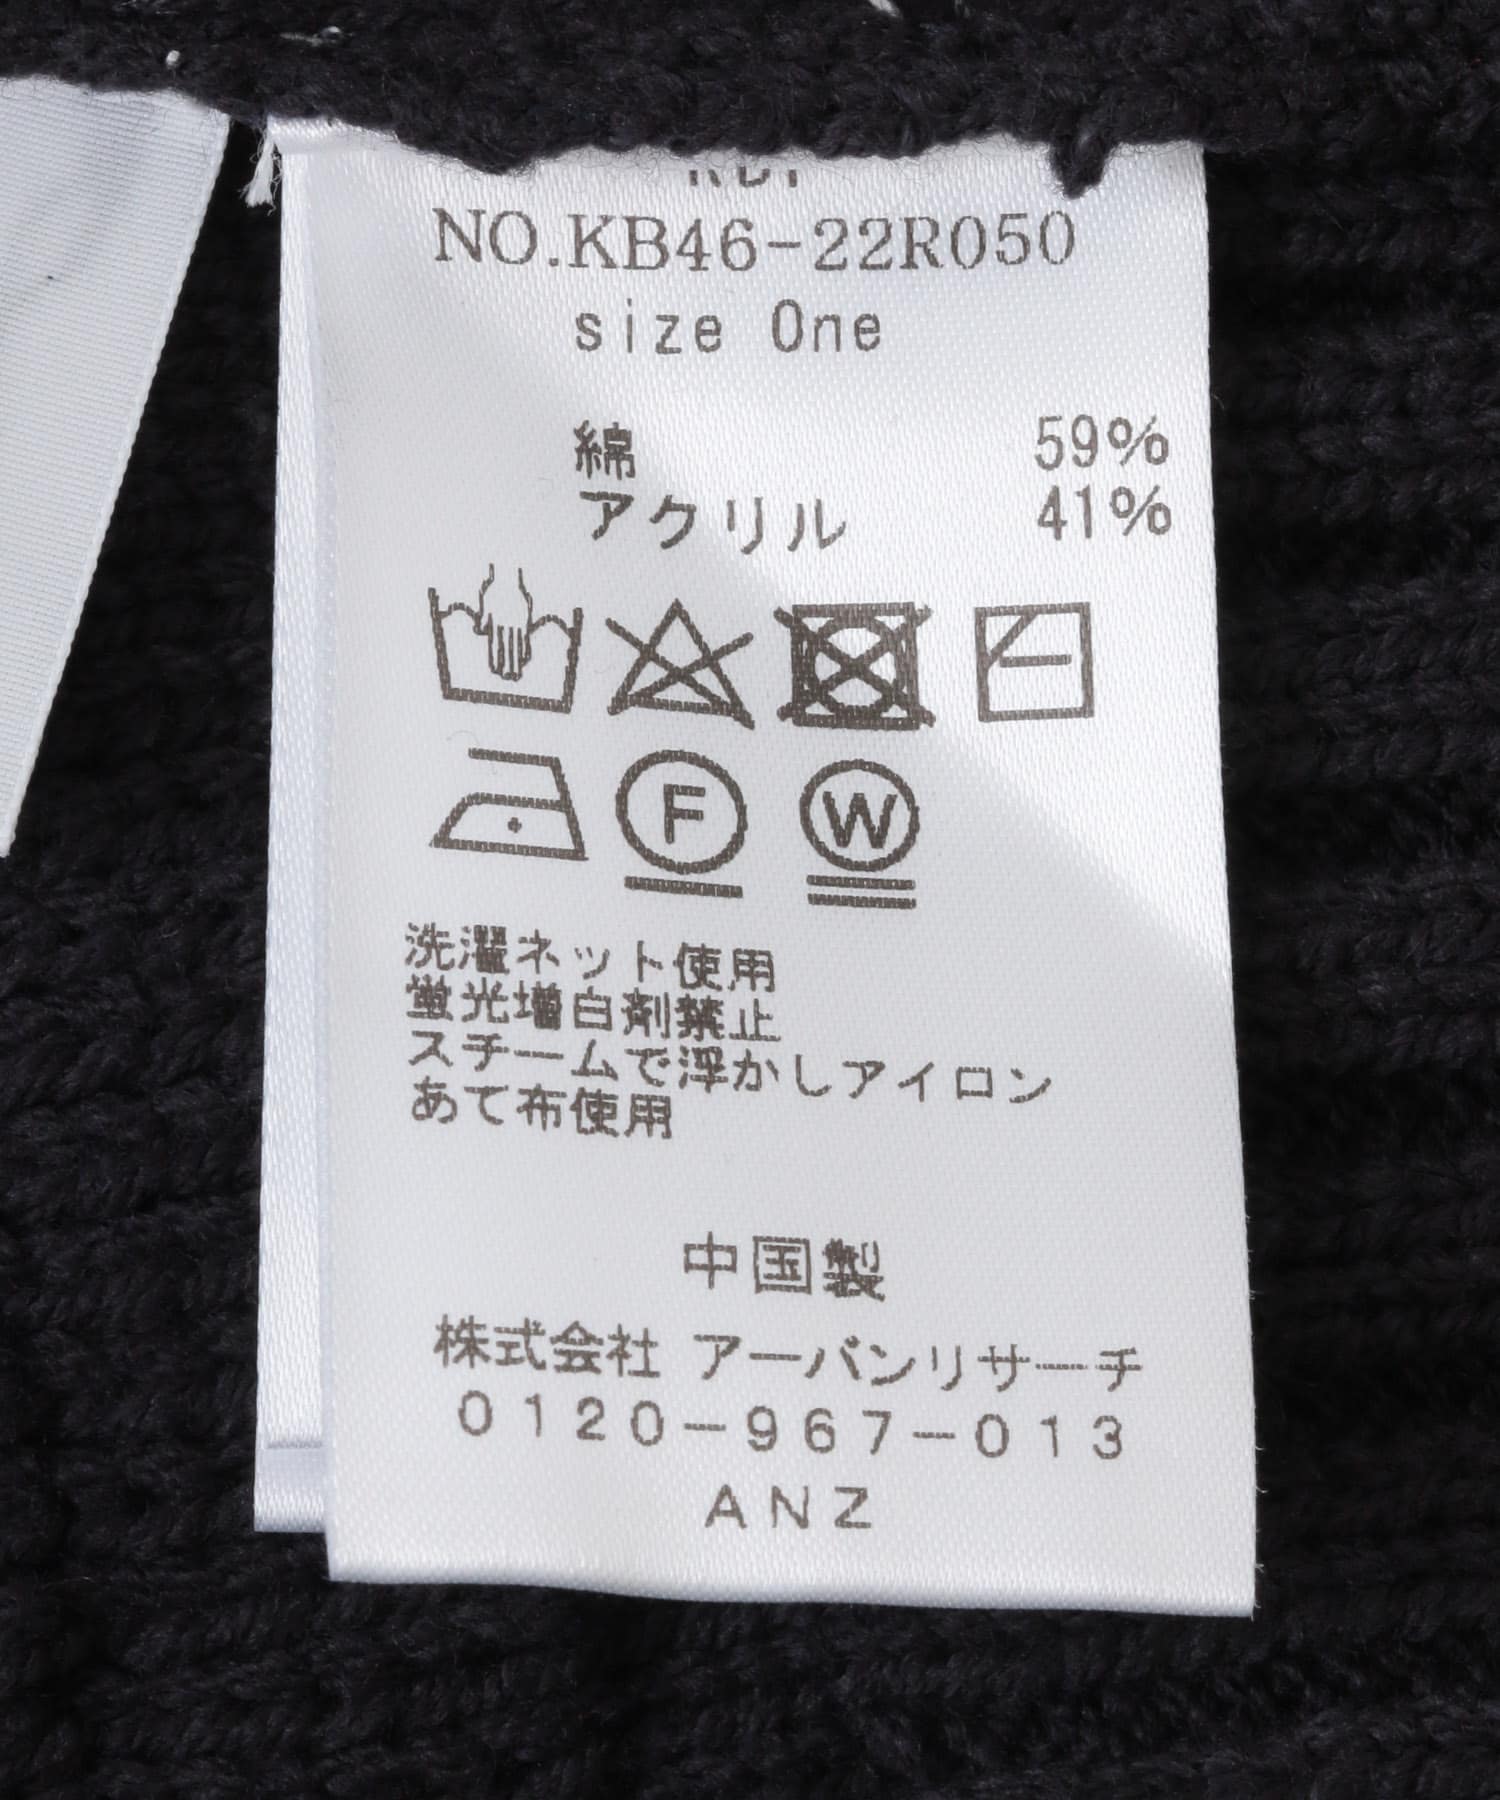 NO.KB46-22R050
size One
綿 59%
アクリル 41%
F W
洗濯ネット使用
蛍光増白剤禁止
スチームで浮かしアイロン
あて布使用
中国製
株式会社 アーバンリサーチ
0120-967-013
ANZ